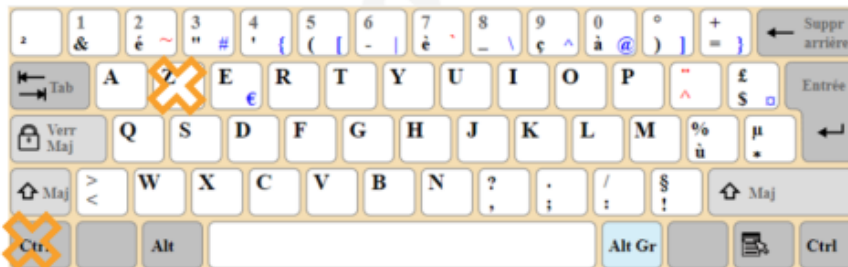 ² 1 & 2 é ~ 3 " # 4 ' { 5 ( [ 6 - | 7 è ` 8 _ \ 9 ç ^ 0 à @ ° ) ] + = } Suppr arrière
Tab A Z E € R T Y U I O P ¨ ^ £ $ ¤ Entrée
Verr Maj Q S D F G H J K L M % ù µ *
Maj > < W X C V B N ? , . ; / : § ! Maj
Ctrl Alt Alt Gr Ctrl